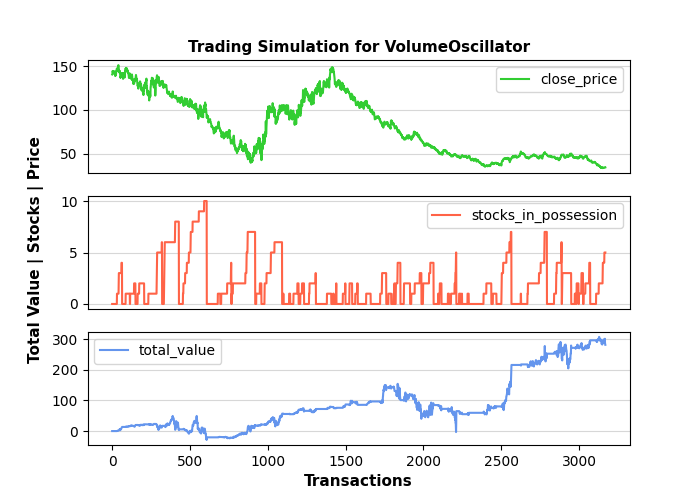 Trading Simulation for VolumeOscillator
Total Value | Stocks | Price
150
100
50
close_price
10
5
0
stocks_in_possession
300
200
100
0
total_value
0 500 1000 1500 2000 2500 3000
Transactions